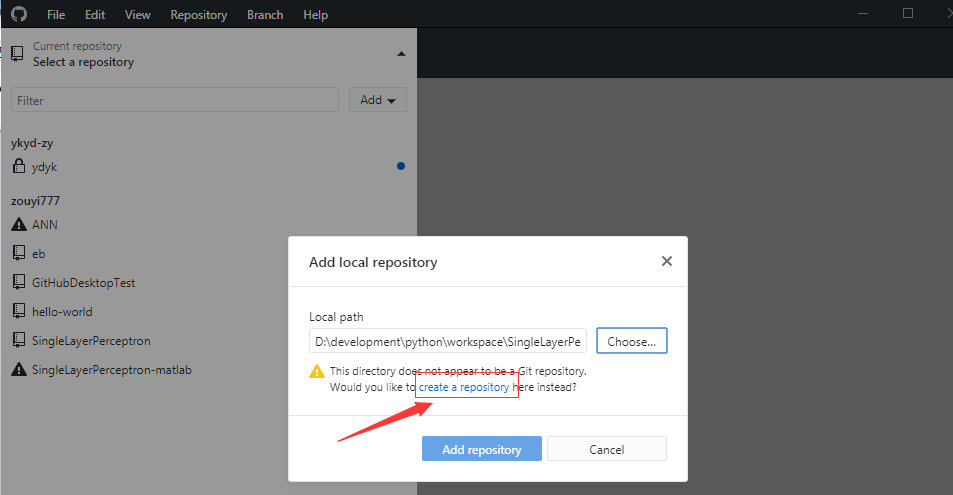 File Edit View Repository Branch Help
Current repository
Select a repository
Filter
Add
ykyd-zy
ydyk
zouyi777
ANN
eb
GitHubDesktopTest
hello-world
SingleLayerPerceptron
SingleLayerPerceptron-matlab
Add local repository
Local path
D:\development\python\workspace\SingleLayerPe
Choose...
This directory does not appear to be a Git repository.
Would you like to create a repository here instead?
Add repository
Cancel